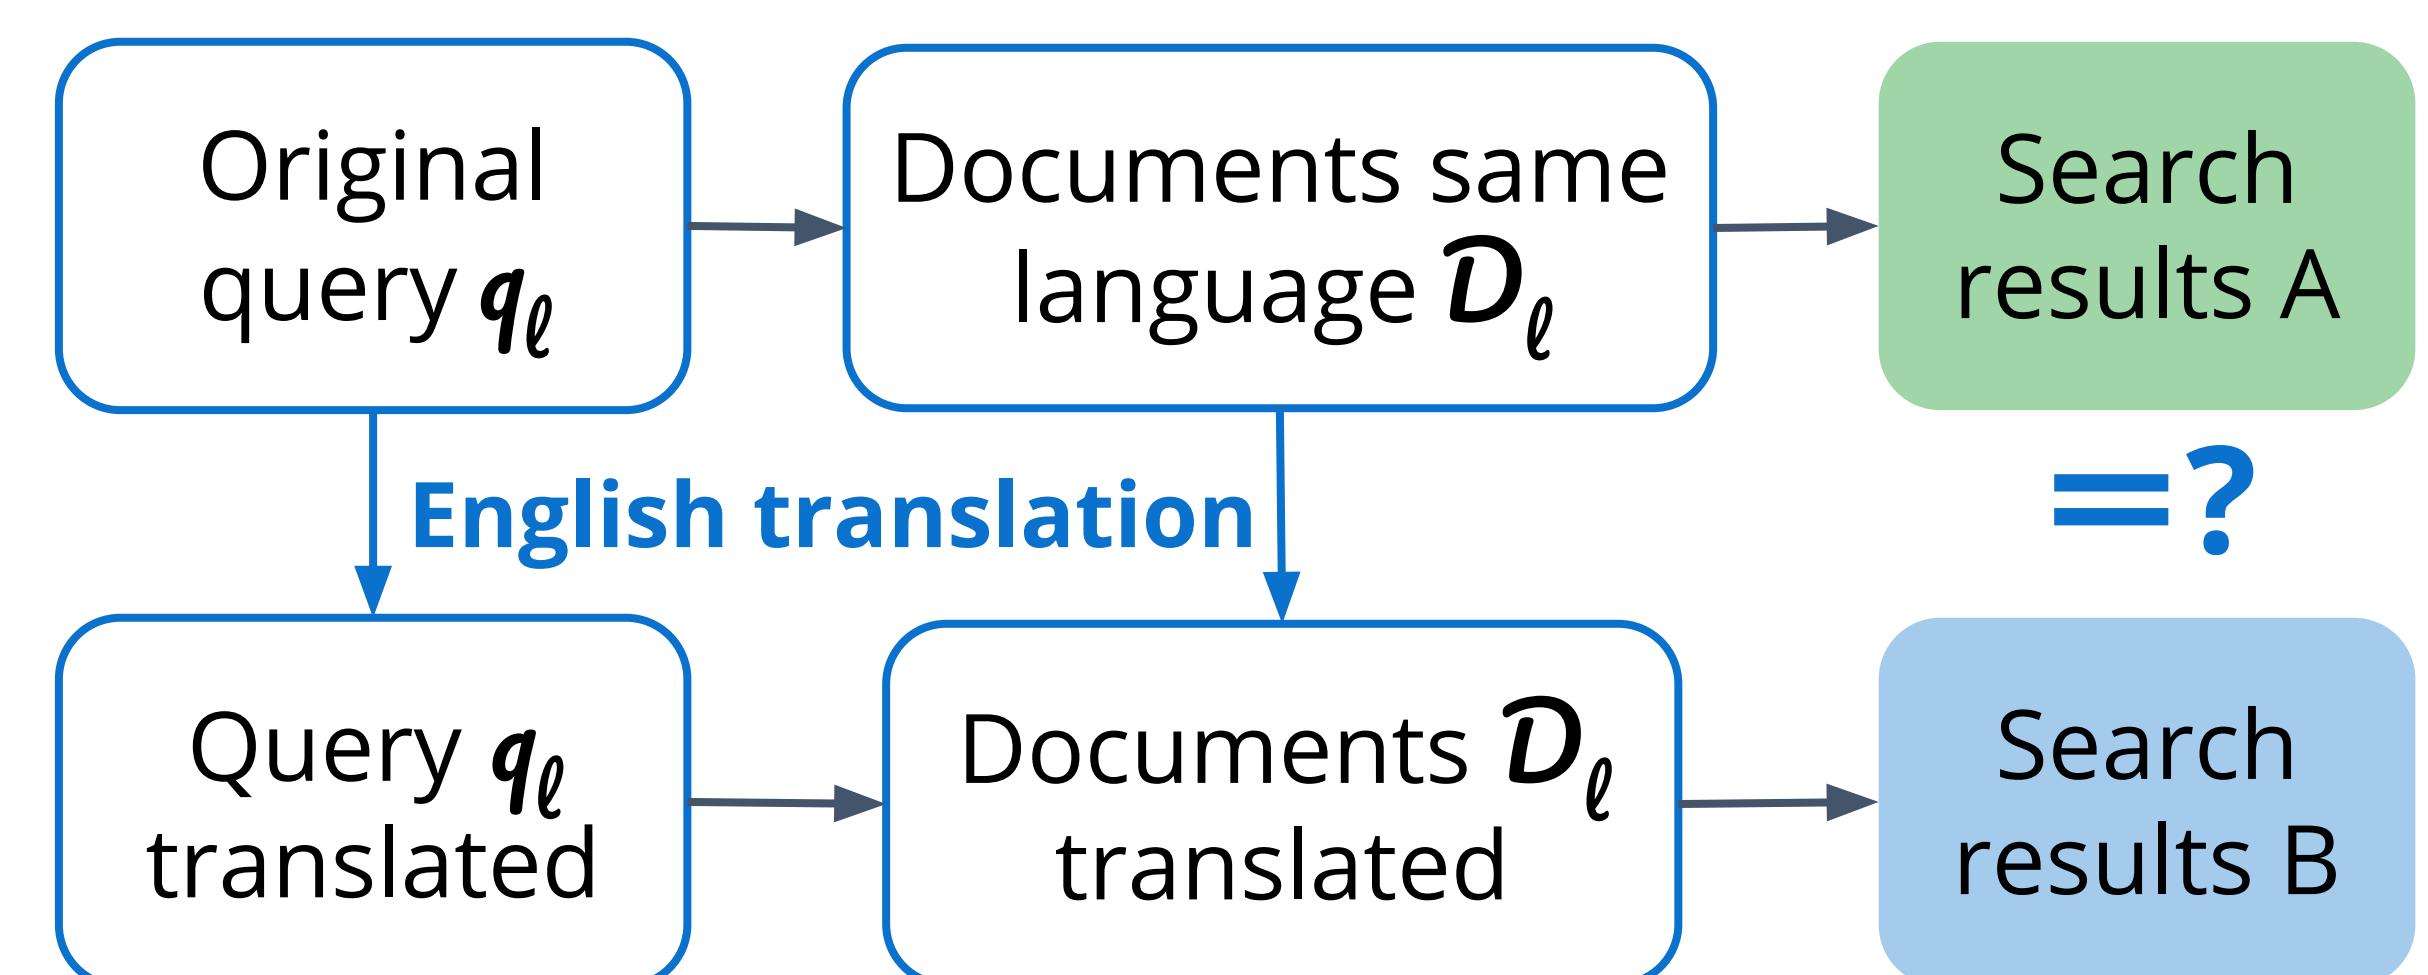 Original
query qℓ
Documents same
language Dℓ
Search
results A
English translation
=?
Query qℓ
translated
Documents Dℓ
translated
Search
results B